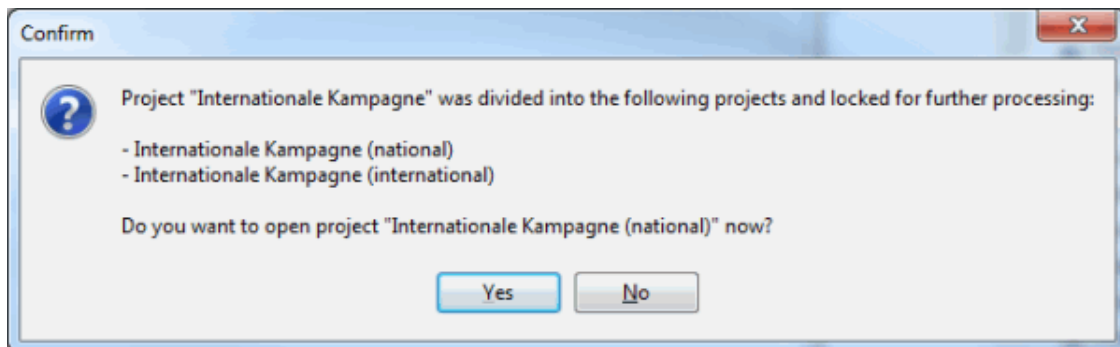 Confirm
Project "Internationale Kampagne" was divided into the following projects and locked for further processing:
- Internationale Kampagne (national)
- Internationale Kampagne (international)
Do you want to open project "Internationale Kampagne (national)" now?
Yes
No